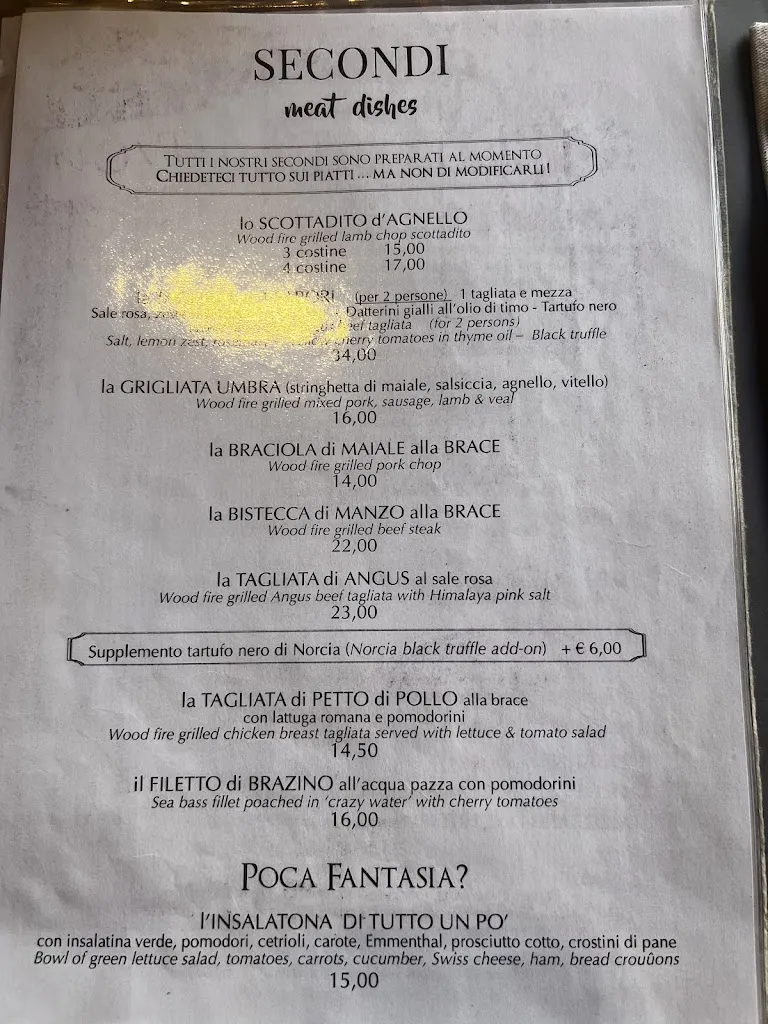 SECONDI
meat dishes
TUTTI I NOSTRI SECONDI SONO PREPARATI AL MOMENTO
CHIEDETECI TUTTO SUI PIATTI ... MA NON DI MODIFICARLI!
lo SCOTTADITO d'AGNELLO
Wood fire grilled lamb chop scottadito
3 costine 15,00
4 costine 17,00
(per 2 persone) 1 tagliata e mezza
Sale rosa, Datterini gialli all'olio di timo - Tartufo nero
beef tagliata (for 2 persons)
Salt, lemon zest, cherry tomatoes in thyme oil – Black truffle
34,00
la GRIGLIATA UMBRA (stringhetta di maiale, salsiccia, agnello, vitello)
Wood fire grilled mixed pork, sausage, lamb & veal
16,00
la BRACIOLA di MAIALE alla BRACE
Wood fire grilled pork chop
14,00
la BISTECCA di MANZO alla BRACE
Wood fire grilled beef steak
22,00
la TAGLIATA di ANGUS al sale rosa
Wood fire grilled Angus beef tagliata with Himalaya pink salt
23,00
Supplemento tartufo nero di Norcia (Norcia black truffle add-on) + € 6,00
la TAGLIATA di PETTO di POLLO alla brace
con lattuga romana e pomodorini
Wood fire grilled chicken breast tagliata served with lettuce & tomato salad
14,50
il FILETTO di BRAZINO all'acqua pazza con pomodorini
Sea bass fillet poached in 'crazy water' with cherry tomatoes
16,00
POCA FANTASIA?
l'INSALATONA DI TUTTO UN PO'
con insalatina verde, pomodori, cetrioli, carote, Emmenthal, prosciutto cotto, crostini di pane
Bowl of green lettuce salad, tomatoes, carrots, cucumber, Swiss cheese, ham, bread crouûons
15,00